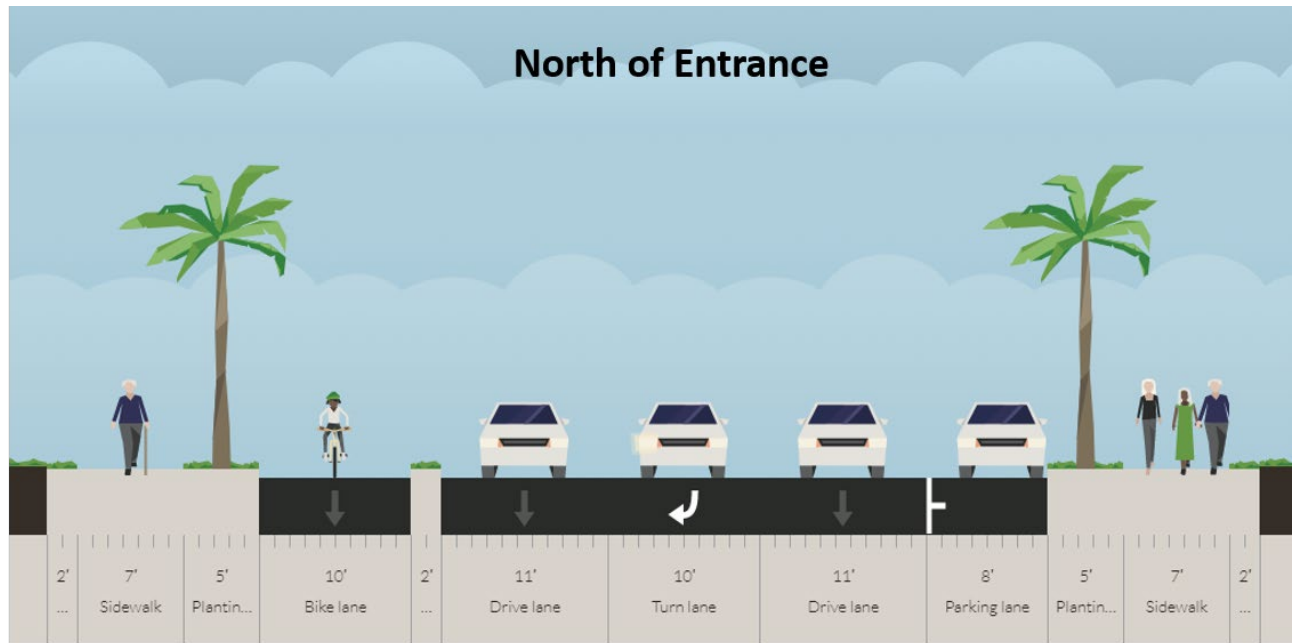 North of Entrance
2' 7' 5' 10' 2' 11' 10' 11' 8' 5' 7' 2'
... Sidewalk Plantin... Bike lane ... Drive lane Turn lane Drive lane Parking lane Plantin... Sidewalk ...